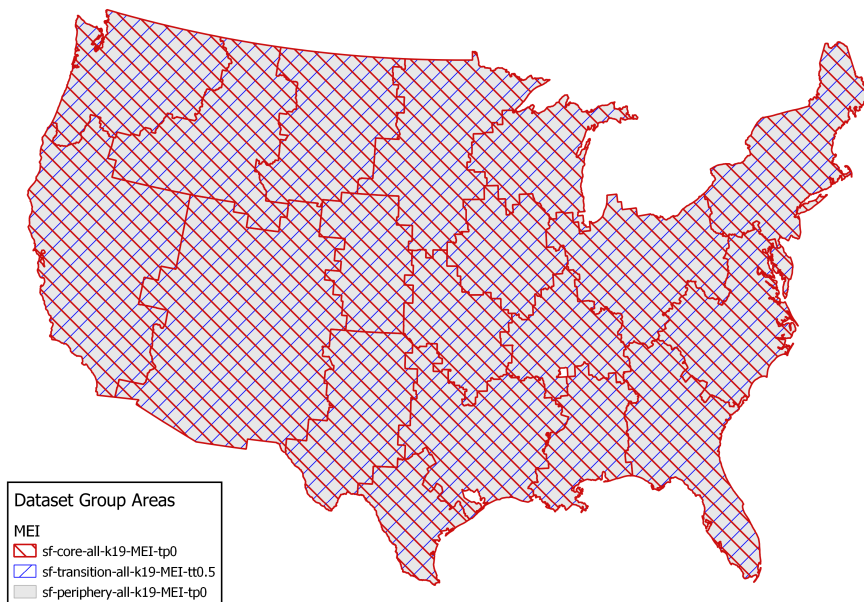 Dataset Group Areas
MEI
sf-core-all-k19-MEI-tp0
sf-transition-all-k19-MEI-tt0.5
sf-periphery-all-k19-MEI-tp0